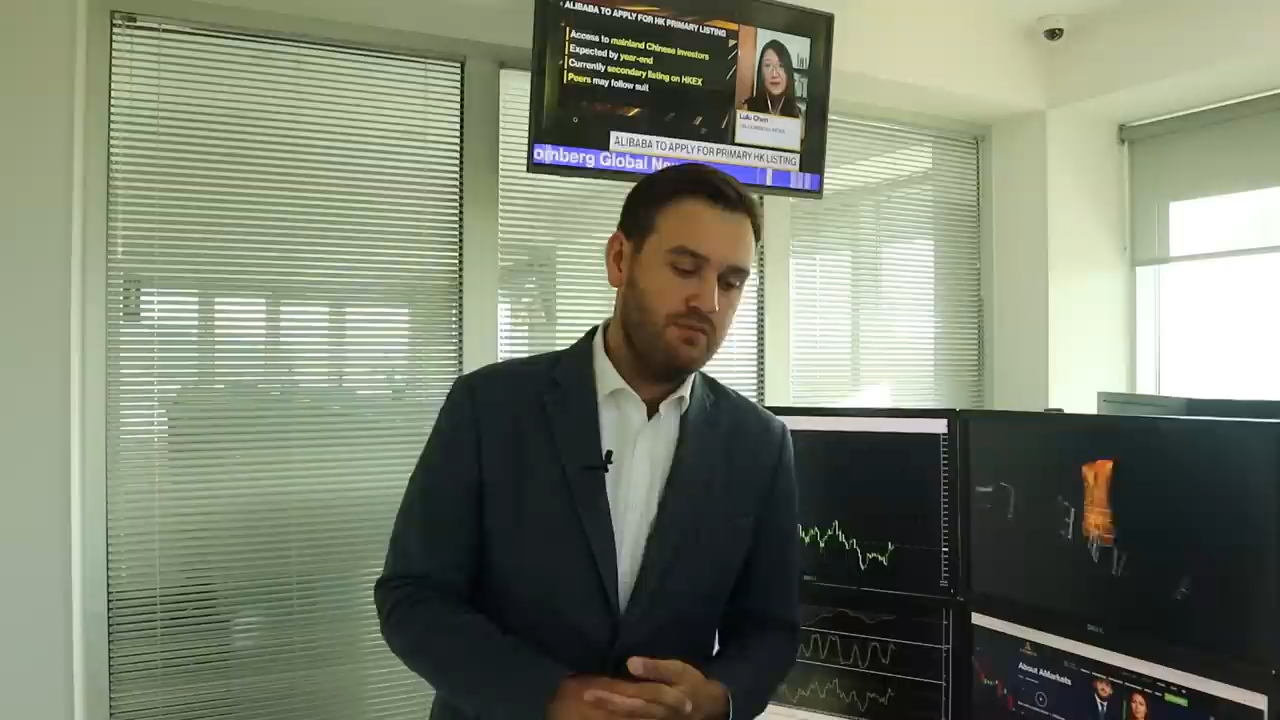 ALIBABA TO APPLY FOR HK PRIMARY LISTING
Access to mainland Chinese investors
Expected by year-end
Currently secondary listing on HKEX
Peers may follow suit
Lulu Chen
ALIBABA TO APPLY FOR PRIMARY HK LISTING
omberg Global Ne
About AMarkets